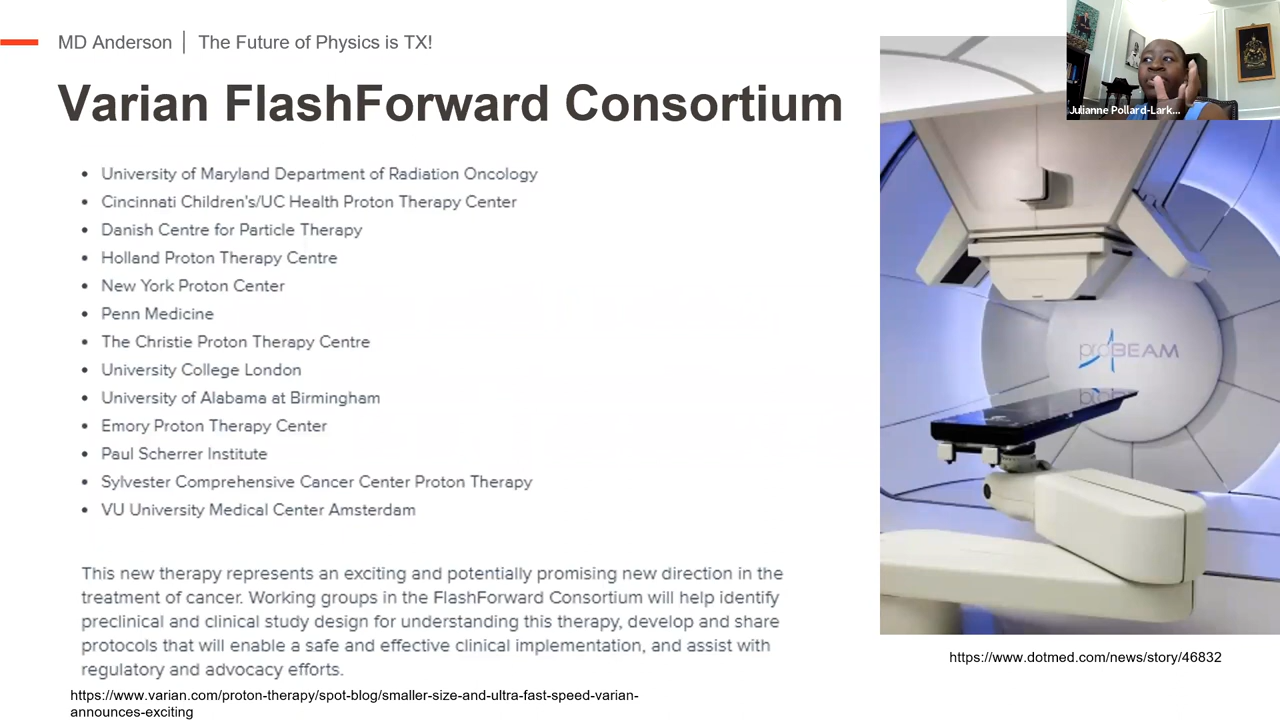 MD Anderson | The Future of Physics is TX!
Varian FlashForward Consortium
• University of Maryland Department of Radiation Oncology
• Cincinnati Children's/UC Health Proton Therapy Center
• Danish Centre for Particle Therapy
• Holland Proton Therapy Centre
• New York Proton Center
• Penn Medicine
• The Christie Proton Therapy Centre
• University College London
• University of Alabama at Birmingham
• Emory Proton Therapy Center
• Paul Scherrer Institute
• Sylvester Comprehensive Cancer Center Proton Therapy
• VU University Medical Center Amsterdam
This new therapy represents an exciting and potentially promising new direction in the
treatment of cancer. Working groups in the FlashForward Consortium will help identify
preclinical and clinical study design for understanding this therapy, develop and share
protocols that will enable a safe and effective clinical implementation, and assist with
regulatory and advocacy efforts.
https://www.varian.com/proton-therapy/spot-blog/smaller-size-and-ultra-fast-speed-varian-
announces-exciting
Julianne Pollard-Lark...
proBEAM
https://www.dotmed.com/news/story/46832